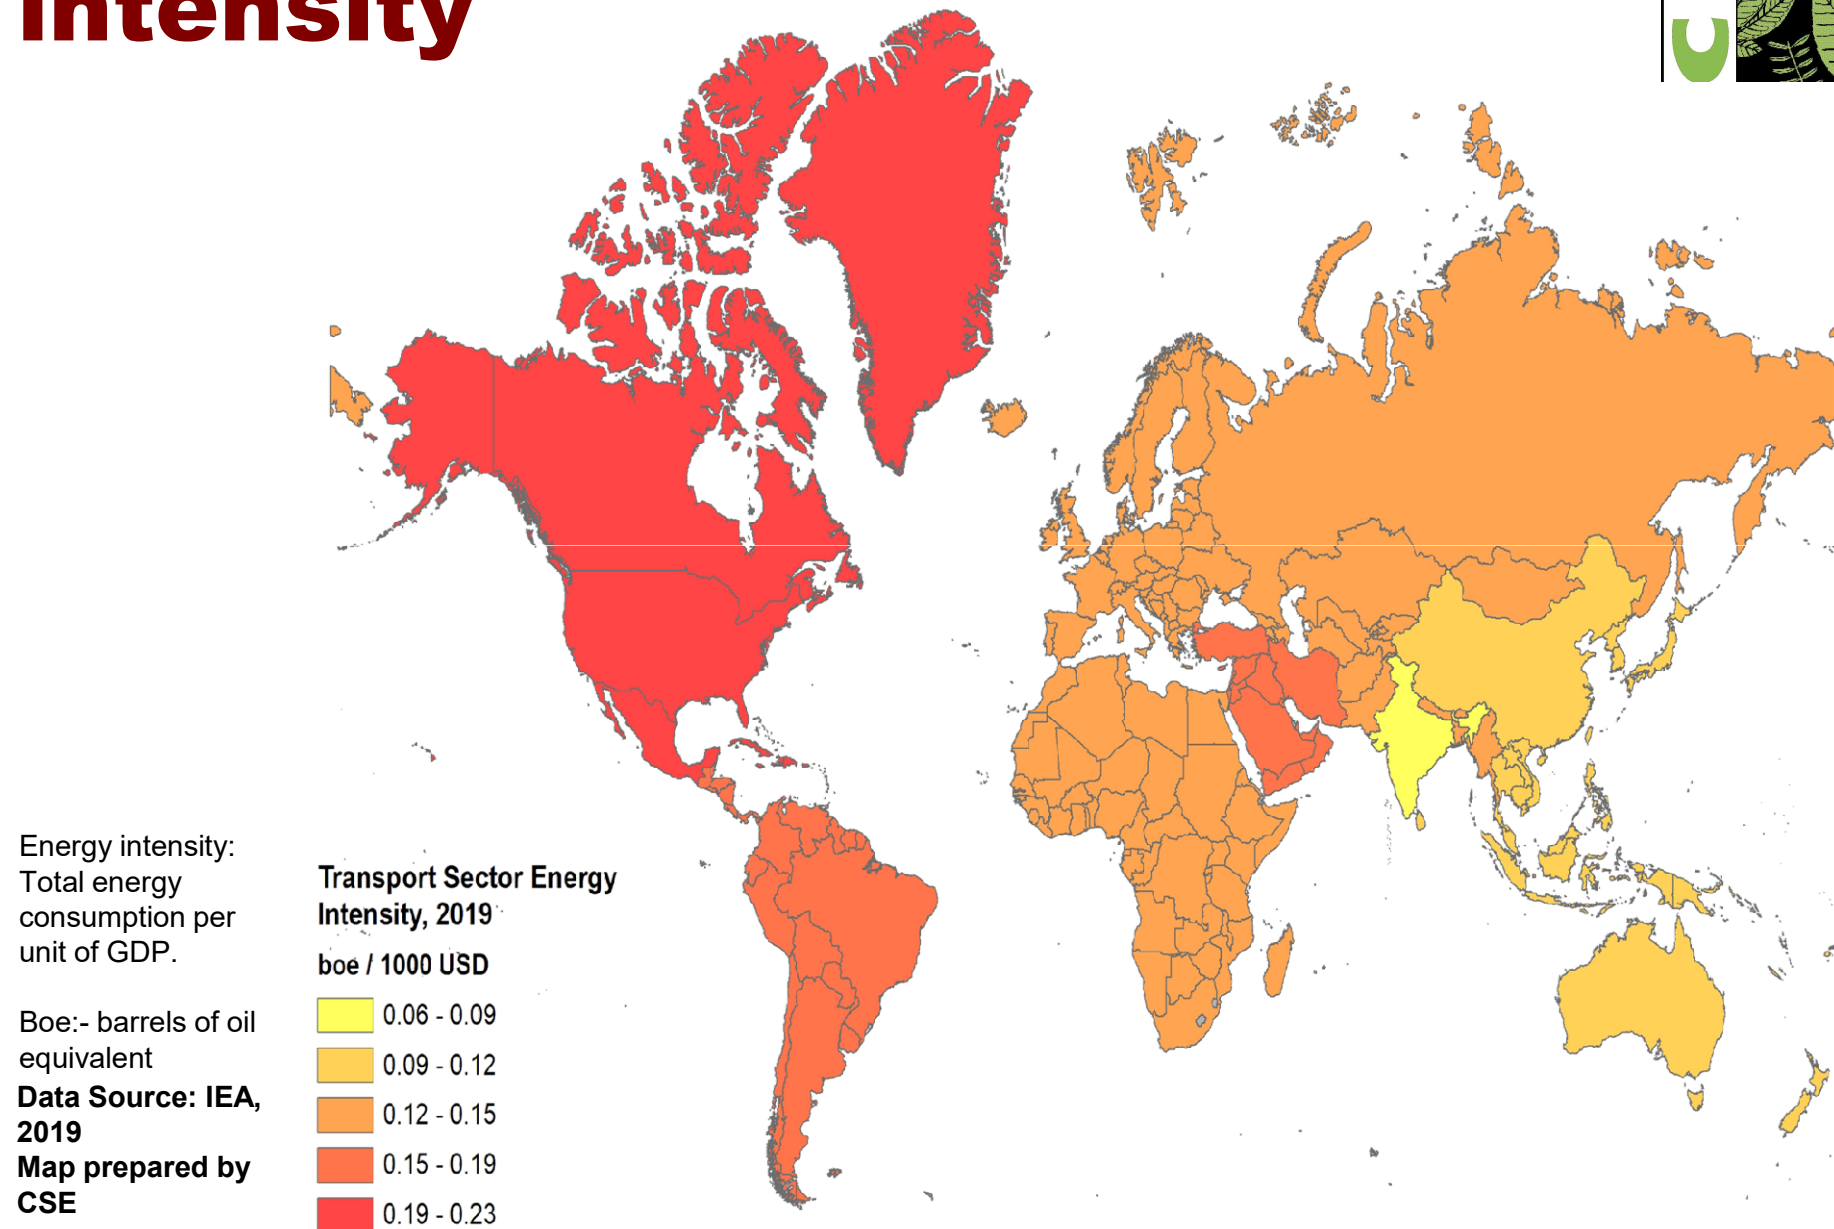 Intensity
Energy intensity:
Total energy
consumption per
unit of GDP.
Boe:- barrels of oil
equivalent
Data Source: IEA,
2019
Map prepared by
CSE
Transport Sector Energy
Intensity, 2019
boe / 1000 USD
0.06 - 0.09
0.09 - 0.12
0.12 - 0.15
0.15 - 0.19
0.19 - 0.23